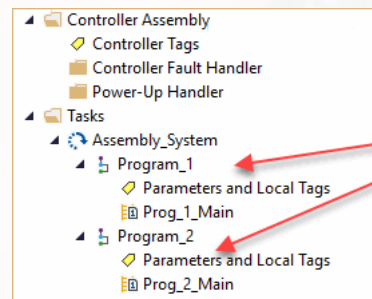 Controller Assembly
Controller Tags
Controller Fault Handler
Power-Up Handler
Tasks
Assembly_System
Program_1
Parameters and Local Tags
Prog_1_Main
Program_2
Parameters and Local Tags
Prog_2_Main